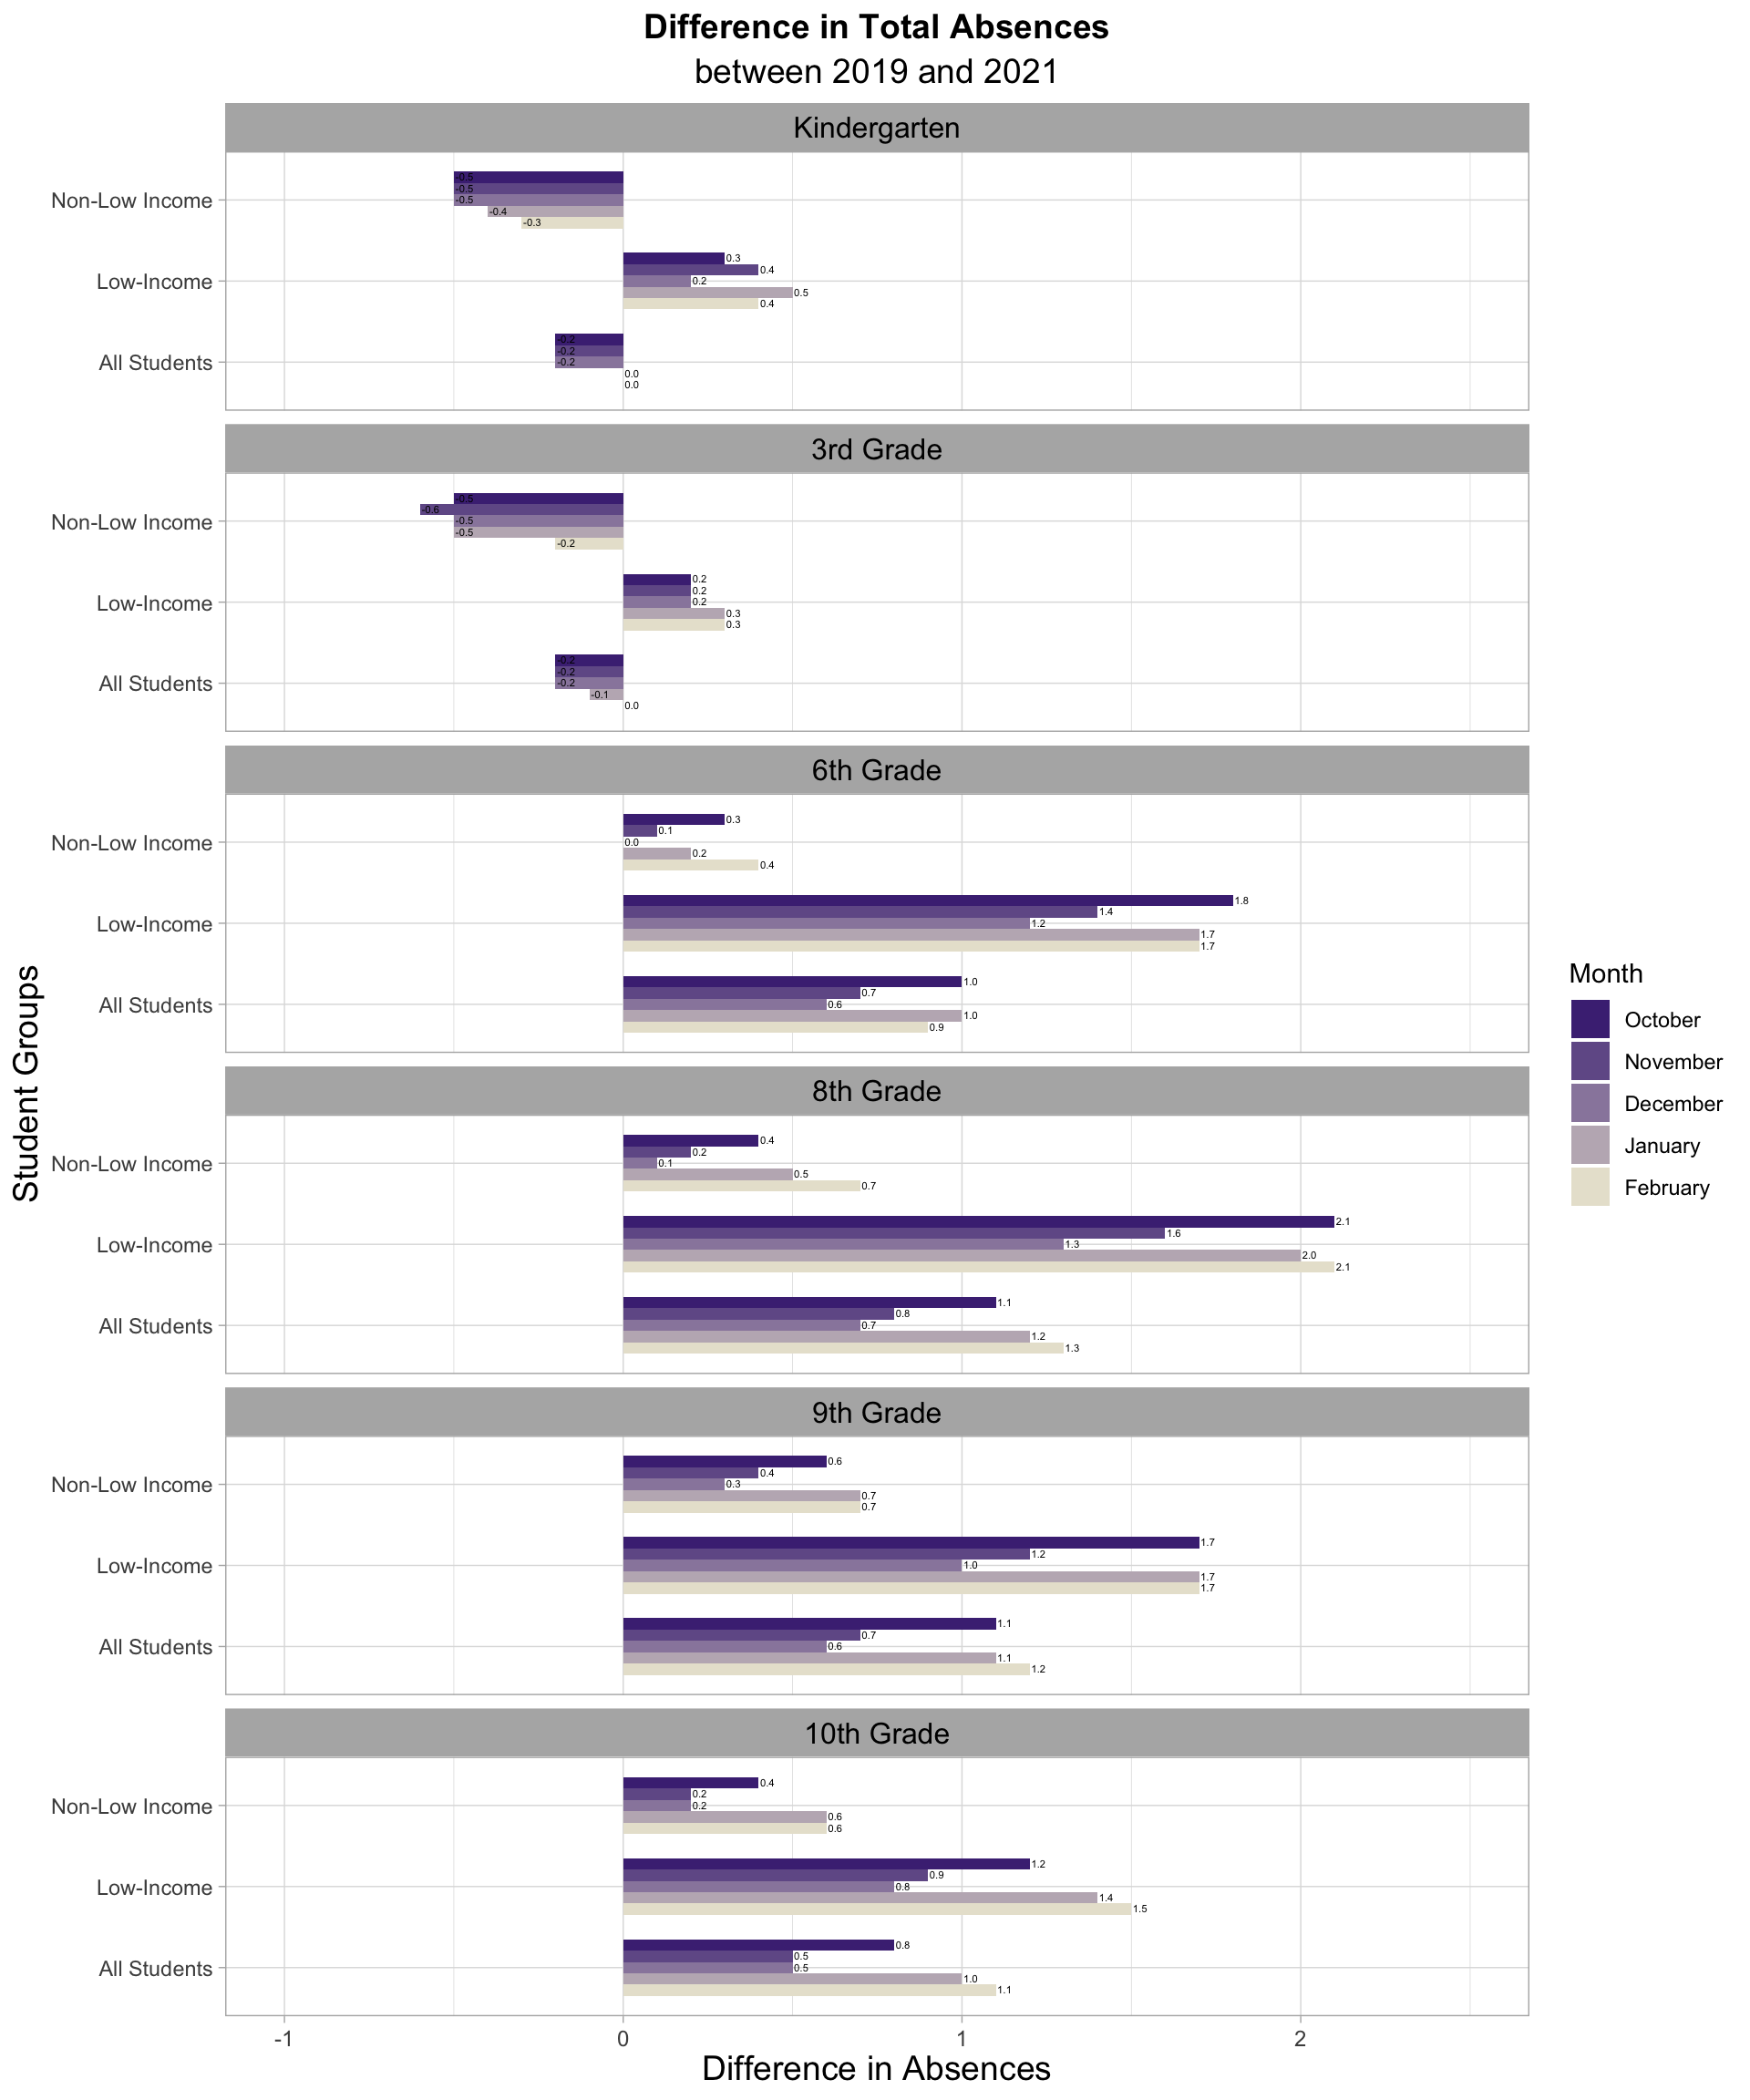 Difference in Total Absences
between 2019 and 2021
Kindergarten
Non-Low Income
-0.5
-0.5
-0.5
-0.4
-0.3
Low-Income
0.3
0.4
0.2
0.5
0.4
All Students
-0.2
-0.2
-0.2
0.0
0.0
3rd Grade
Non-Low Income
-0.5
-0.6
-0.5
-0.5
-0.2
Low-Income
0.2
0.2
0.2
0.3
0.3
All Students
-0.2
-0.2
-0.2
-0.1
0.0
6th Grade
Non-Low Income
0.3
0.1
0.0
0.2
0.4
Low-Income
1.8
1.4
1.2
1.7
1.7
All Students
1.0
0.7
0.6
1.0
0.9
8th Grade
Non-Low Income
0.4
0.2
0.1
0.5
0.7
Low-Income
2.1
1.6
1.3
2.0
2.1
All Students
1.1
0.8
0.7
1.2
1.3
9th Grade
Non-Low Income
0.6
0.4
0.3
0.7
0.7
Low-Income
1.7
1.2
1.0
1.7
1.7
All Students
1.1
0.7
0.6
1.1
1.2
10th Grade
Non-Low Income
0.4
0.2
0.2
0.6
0.6
Low-Income
1.2
0.9
0.8
1.4
1.5
All Students
0.8
0.5
0.5
1.0
1.1
-1 0 1 2
Difference in Absences
Student Groups
Month
October
November
December
January
February